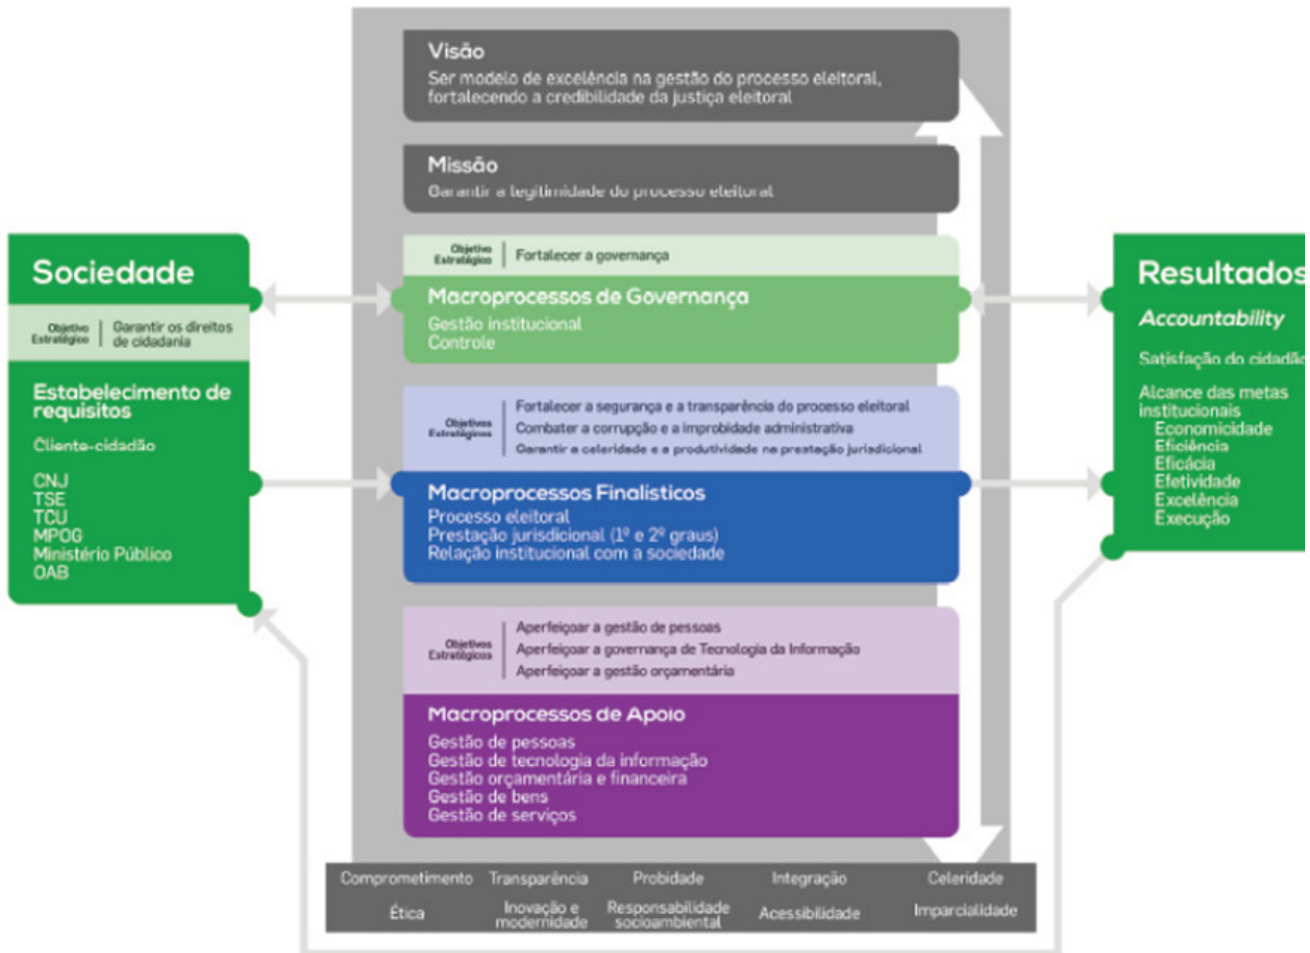 Visão
Ser modelo de excelência na gestão do processo eleitoral,
fortalecendo a credibilidade da justiça eleitoral
Missão
Garantir a legitimidade do processo eleitoral
Sociedade
Objetivo
Estratégico
Garantir os direitos
de cidadania
Estabelecimento de
requisitos
Cliente-cidadão
CNJ
TSE
TCU
MPOG
Ministério Público
OAB
Objetivo
Estratégico
Fortalecer a governança
Macroprocessos de Governança
Gestão institucional
Controle
Objetivos
Estratégicos
Fortalecer a segurança e a transparência do processo eleitoral
Combater a corrupção e a improbidade administrativa
Garantir a celeridade e a produtividade na prestação jurisdicional
Macroprocessos Finalísticos
Processo eleitoral
Prestação jurisdicional (1º e 2º graus)
Relação institucional com a sociedade
Objetivos
Estratégicos
Aperfeiçoar a gestão de pessoas
Aperfeiçoar a governança de Tecnologia da Informação
Aperfeiçoar a gestão orçamentária
Macroprocessos de Apoio
Gestão de pessoas
Gestão de tecnologia da informação
Gestão orçamentária e financeira
Gestão de bens
Gestão de serviços
Resultados
Accountability
Satisfação do cidadão
Alcance das metas
institucionais
Economicidade
Eficiência
Eficácia
Efetividade
Excelência
Execução
Comprometimento Transparência Probidade Integração Celeridade
Ética Inovação e modernidade Responsabilidade socioambiental Acessibilidade Imparcialidade